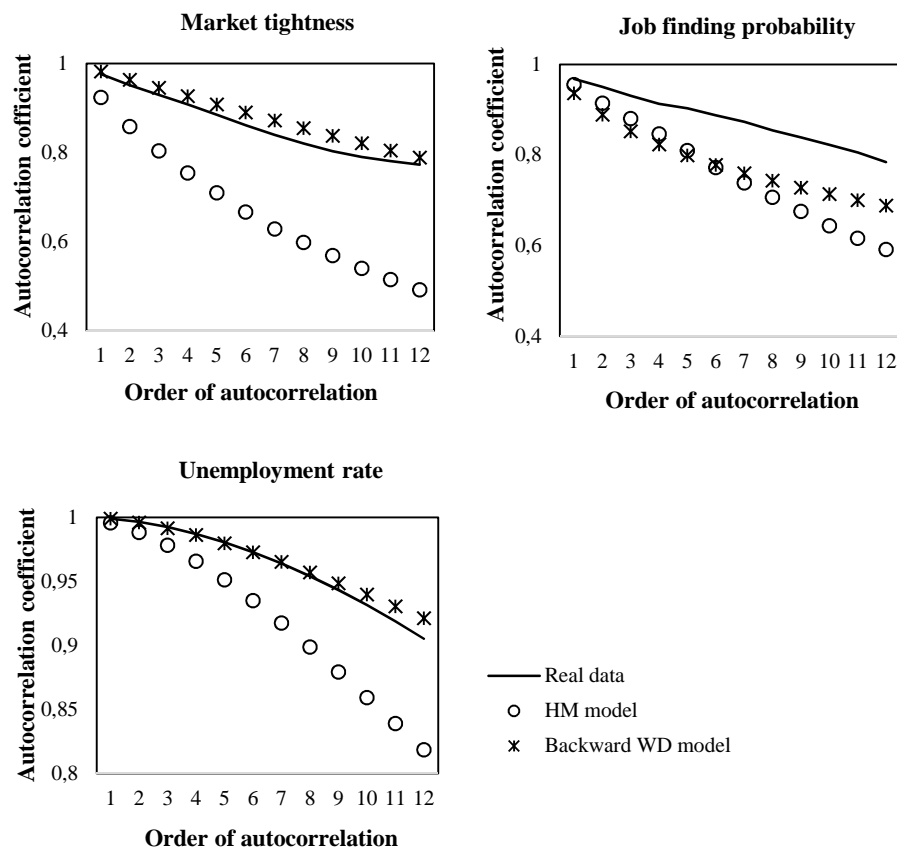 Market tightness
Autocorrelation cofficient
1
0,8
0,6
0,4
1 2 3 4 5 6 7 8 9 10 11 12
Order of autocorrelation
Job finding probability
Autocorrelation coefficient
1
0,8
0,6
0,4
1 2 3 4 5 6 7 8 9 10 11 12
Order of autocorrelation
Unemployment rate
Autocorrelation coefficient
1
0,95
0,9
0,85
0,8
1 2 3 4 5 6 7 8 9 10 11 12
Order of autocorrelation
Real data
HM model
Backward WD model